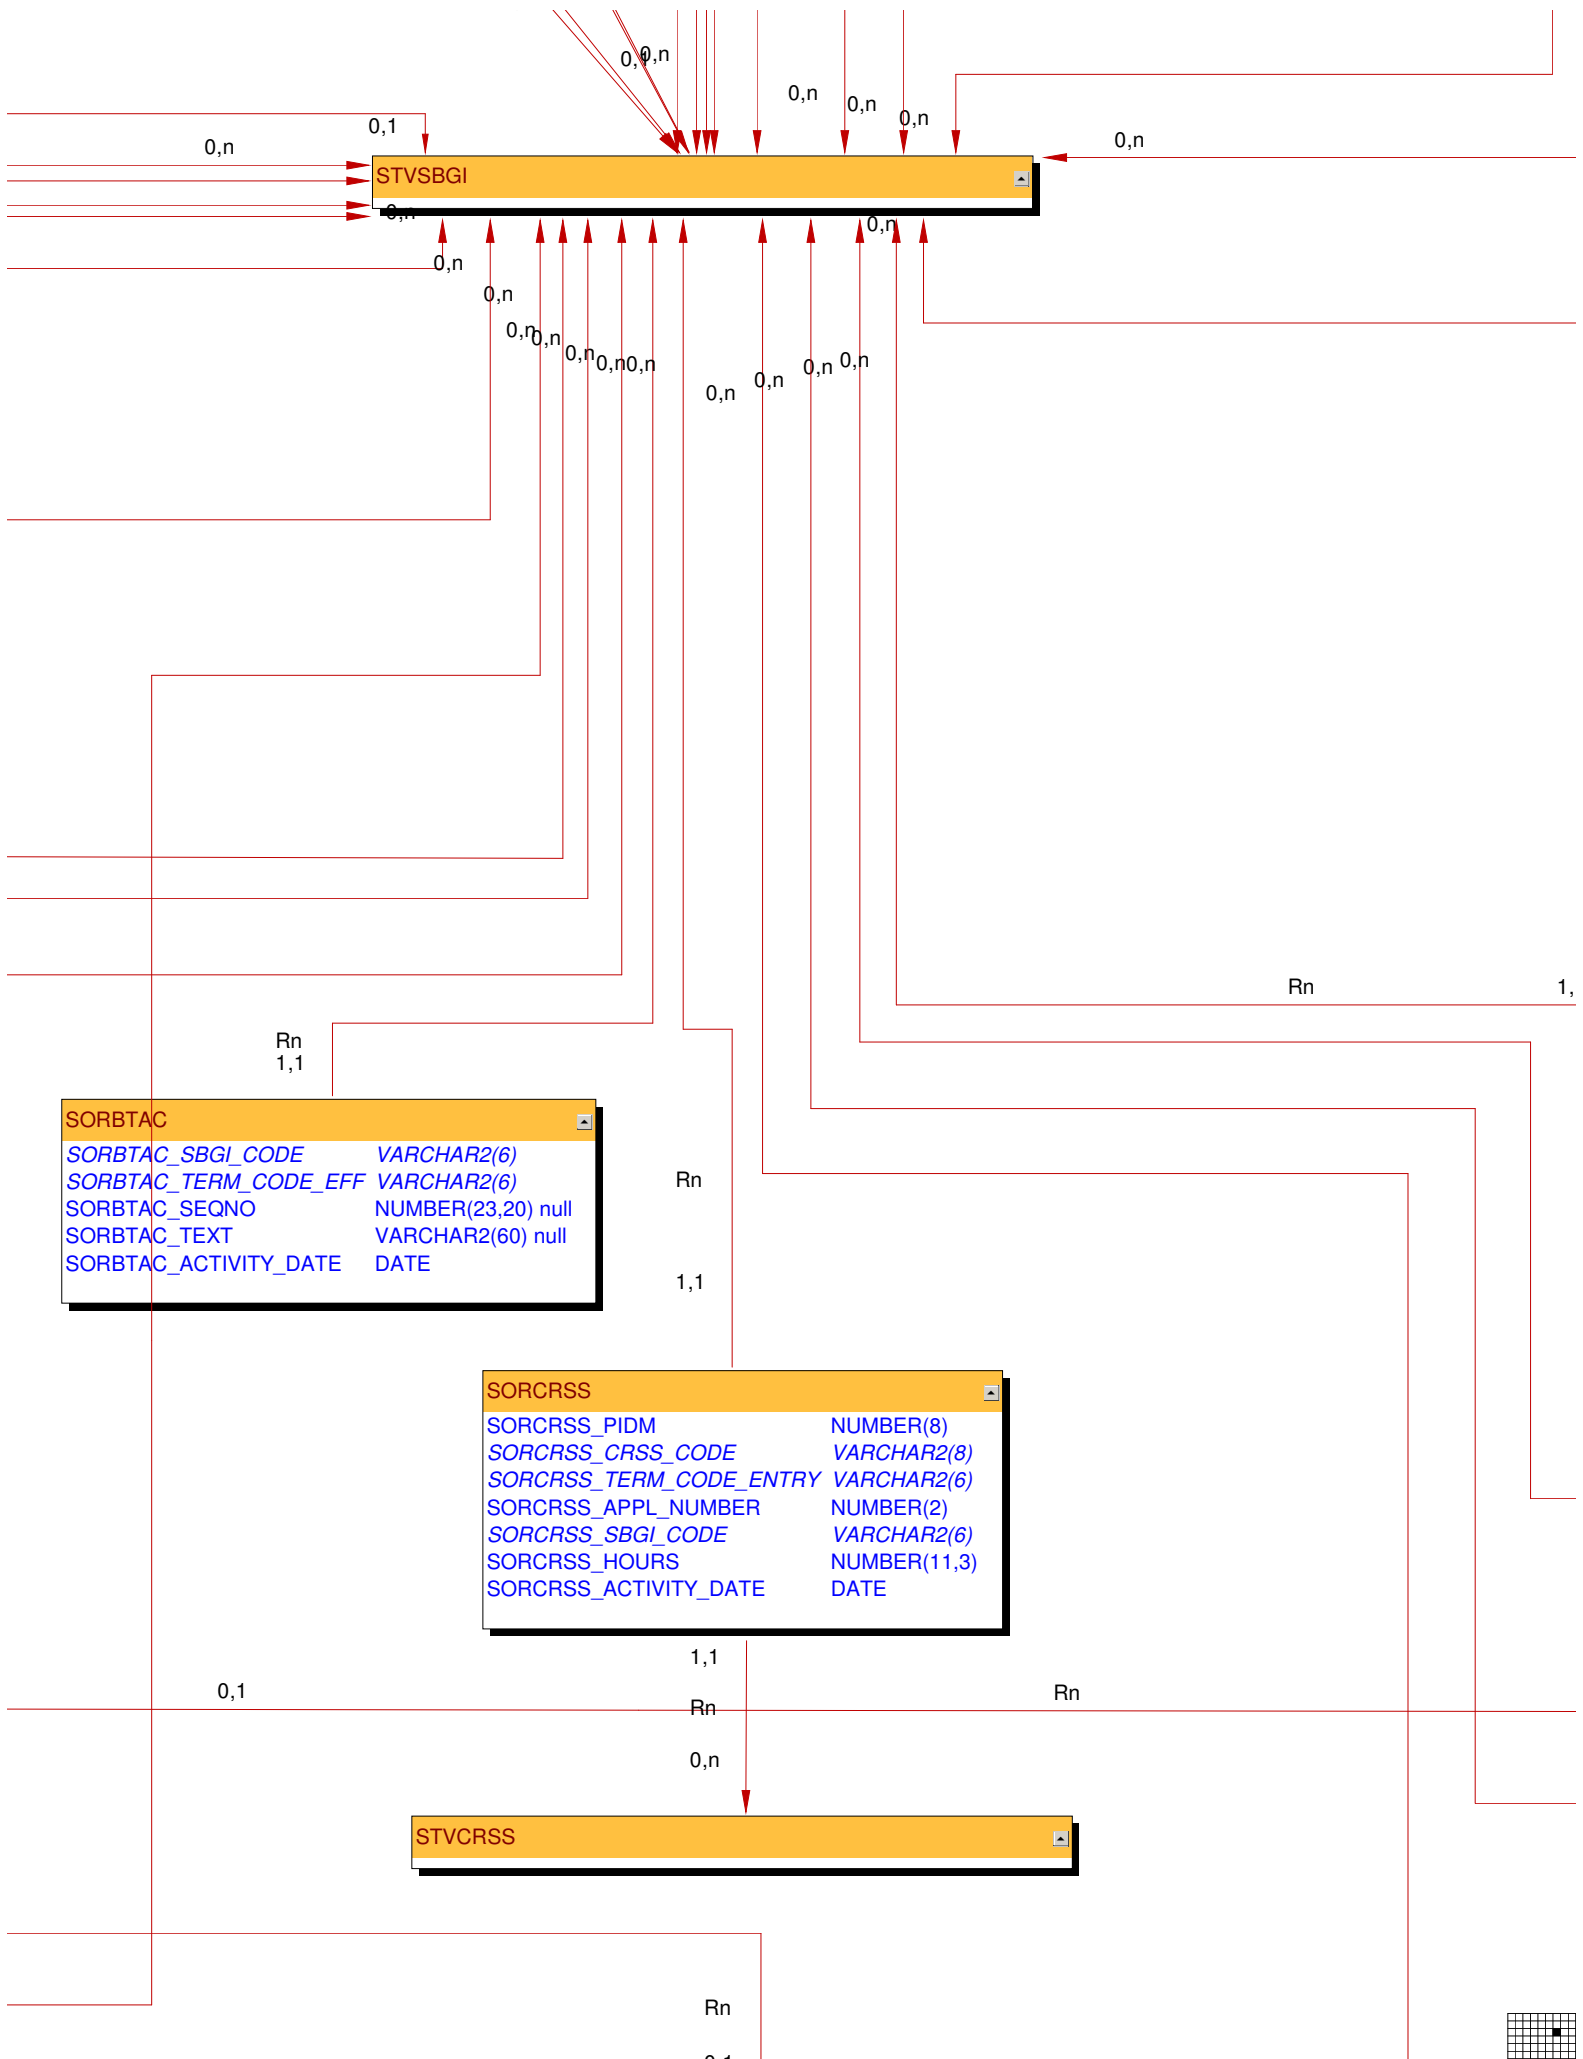 0,1
0,n
0,n
0,n
0,n
0,1
0,n
0,n
STVSBGI
0,n
0,n
0,n
0,n
0,n
0,n
0,n
0,n
0,n
0,n
0,n
0,n
0,n
Rn
1,
Rn
1,1
SORBTAC
SORBTAC_SBGI_CODE VARCHAR2(6)
SORBTAC_TERM_CODE_EFF VARCHAR2(6)
SORBTAC_SEQNO NUMBER(23,20) null
SORBTAC_TEXT VARCHAR2(60) null
SORBTAC_ACTIVITY_DATE DATE
Rn
1,1
SORCRSS
SORCRSS_PIDM NUMBER(8)
SORCRSS_CRSS_CODE VARCHAR2(8)
SORCRSS_TERM_CODE_ENTRY VARCHAR2(6)
SORCRSS_APPL_NUMBER NUMBER(2)
SORCRSS_SBGI_CODE VARCHAR2(6)
SORCRSS_HOURS NUMBER(11,3)
SORCRSS_ACTIVITY_DATE DATE
1,1
0,1
Rn
Rn
0,n
STVCRSS
Rn